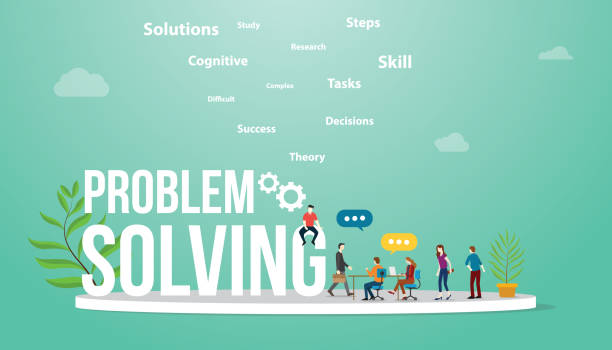 Solutions
Study
Steps
Research
Cognitive
Skill
Complex
Tasks
Difficult
Success
Decisions
Theory
PROBLEM
SOLVING